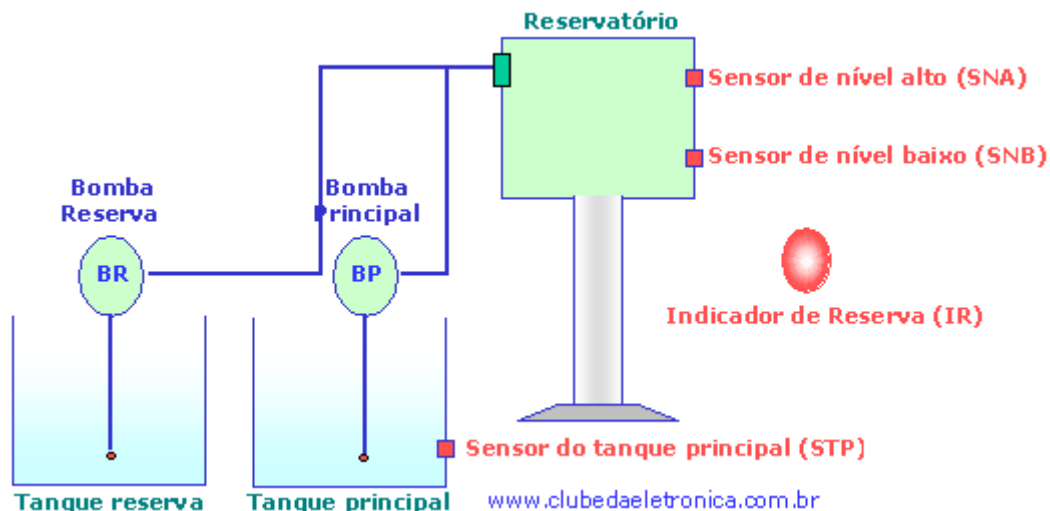 Reservatório
Sensor de nível alto (SNA)
Sensor de nível baixo (SNB)
Bomba
Reserva
Bomba
Principal
BR
BP
Indicador de Reserva (IR)
Sensor do tanque principal (STP)
Tanque reserva
Tanque principal
www.clubedaeletronica.com.br